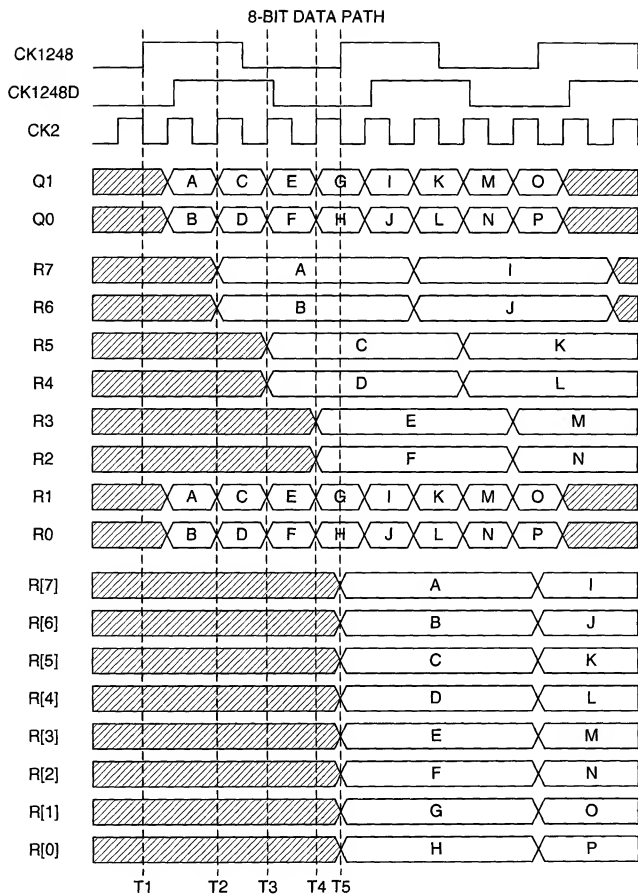 8-BIT DATA PATH
CK1248
CK1248D
CK2
Q1 A C E G I K M O
Q0 B D F H J L N P
R7 A I
R6 B J
R5 C K
R4 D L
R3 E M
R2 F N
R1 A C E G I K M O
R0 B D F H J L N P
R[7] A I
R[6] B J
R[5] C K
R[4] D L
R[3] E M
R[2] F N
R[1] G O
R[0] H P
T1 T2 T3 T4 T5